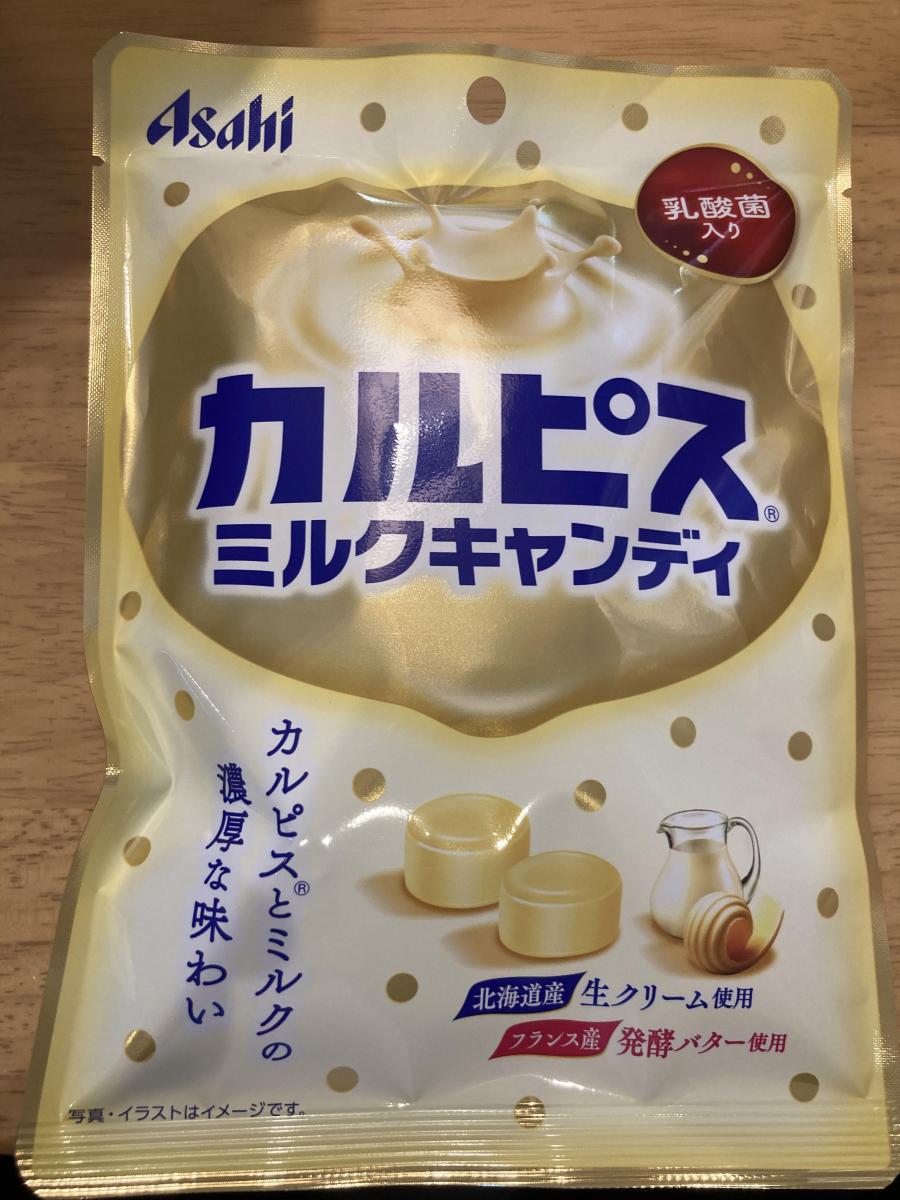 Asahi
乳酸菌
入り
カルピス®
ミルクキャンディ
カルピス®とミルクの
濃厚な味わい
北海道産 生クリーム使用
フランス産 発酵バター使用
写真・イラストはイメージです。